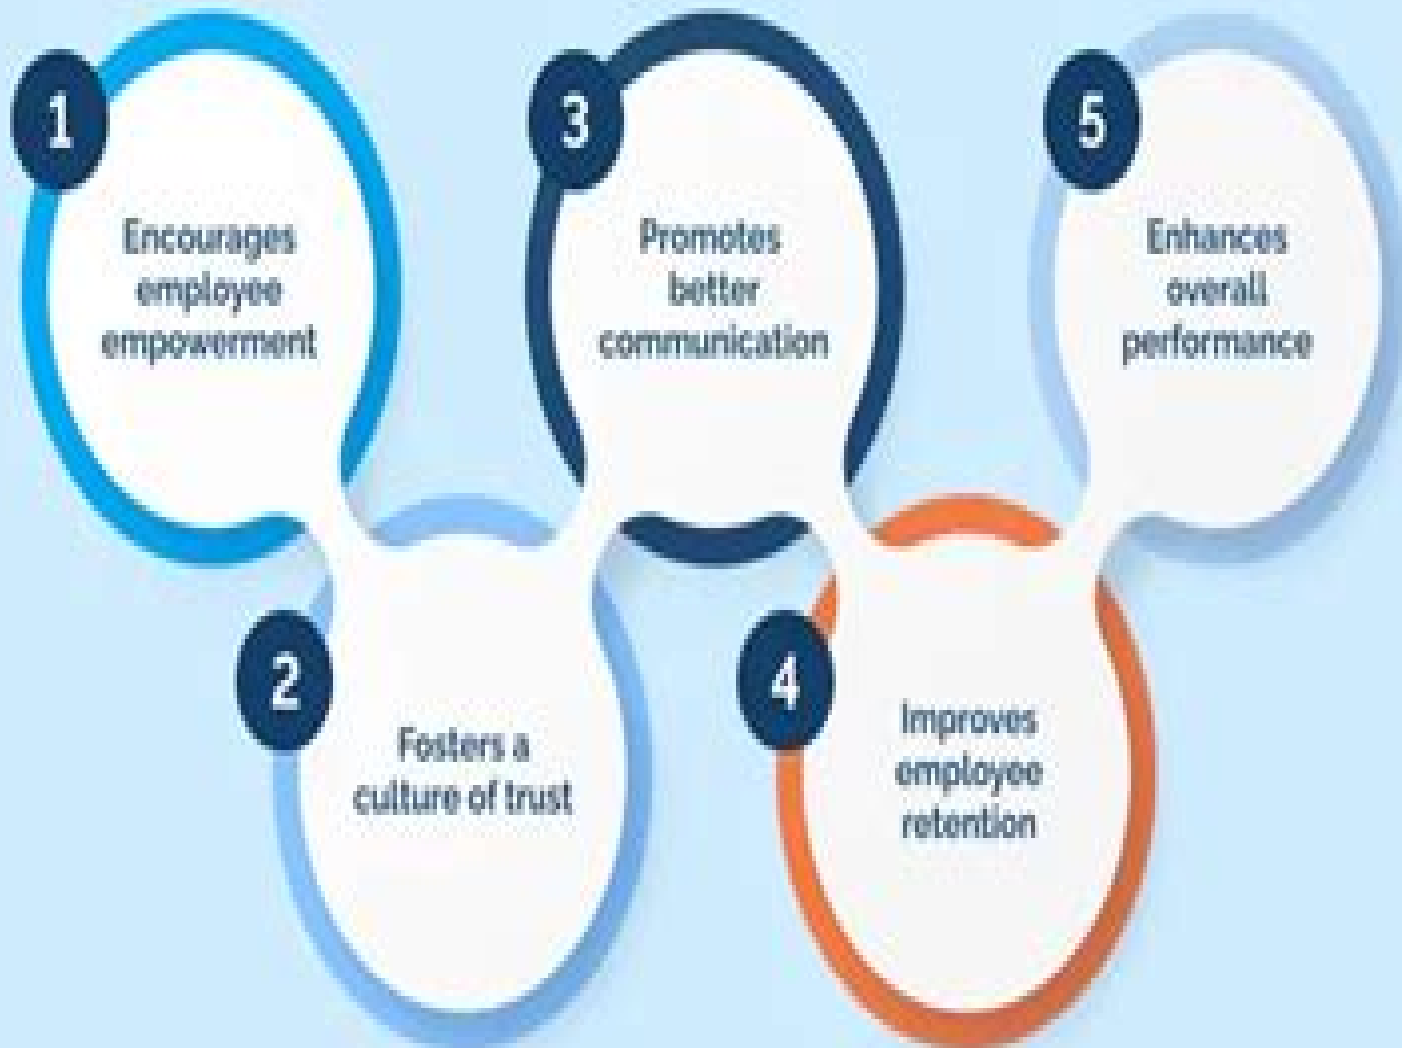 1
Encourages
employee
empowerment
2
Fosters a
culture of trust
3
Promotes
better
communication
4
Improves
employee
retention
5
Enhances
overall
performance